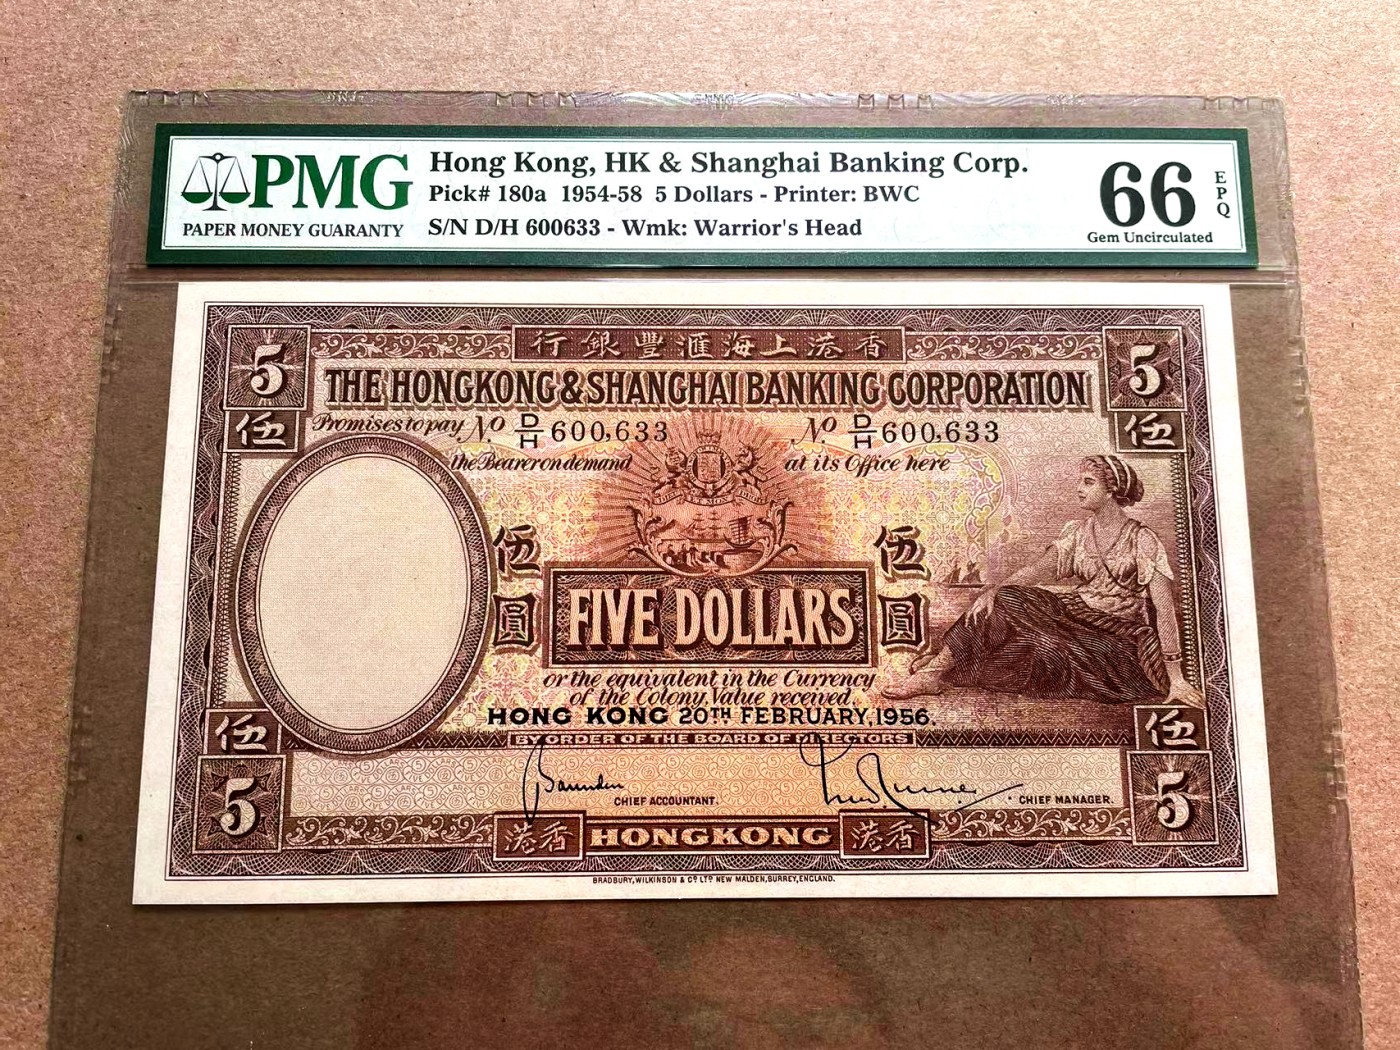 PMG
PAPER MONEY GUARANTY
Hong Kong, HK & Shanghai Banking Corp.
Pick# 180a 1954-58 5 Dollars - Printer: BWC
S/N D/H 600633 - Wmk: Warrior's Head
66
EPQ
Gem Uncirculated
5
行銀豐滙海上港香
5
THE HONGKONG & SHANGHAI BANKING CORPORATION
伍
Promises to pay No D/H 600,633
No D/H 600,633
伍
the Bearer on demand
at its Office here
伍圓
伍圓
FIVE DOLLARS
or the equivalent in the Currency
of the Colony, Value received.
HONG KONG 20TH FEBRUARY, 1956.
伍
BY ORDER OF THE BOARD OF DIRECTORS
伍
5
CHIEF ACCOUNTANT.
CHIEF MANAGER.
5
港香
HONGKONG
港香
BRADBURY, WILKINSON & Co LTD NEW MALDEN, SURREY, ENGLAND.